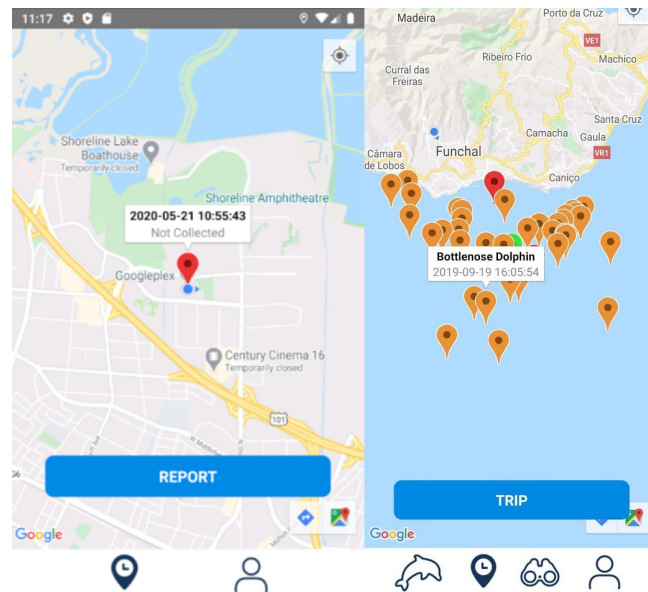 11:17
Shoreline Lake
Boathouse
Temporarily closed
Shoreline Amphitheatre
2020-05-21 10:55:43
Not Collected
Googleplex
Century Cinema 16
Temporarily closed
101
REPORT
Google
Madeira
Porto da Cruz
VE1
Ribeiro Frio
Machico
Curral das
Freiras
Santa Cruz
Camacha
Gaula
Funchal
VR1
Câmara
de Lobos
Caniço
Bottlenose Dolphin
2019-09-19 16:05:54
TRIP
Google